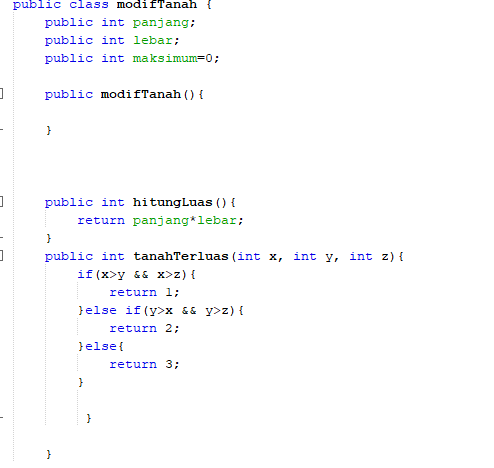 public class modifTanah {
public int panjang;
public int lebar;
public int maksimum=0;
public modifTanah(){
}
public int hitungLuas(){
return panjang*lebar;
}
public int tanahTerluas(int x, int y, int z){
if(x>y && x>z){
return 1;
}else if(y>x && y>z){
return 2;
}else{
return 3;
}
}
}